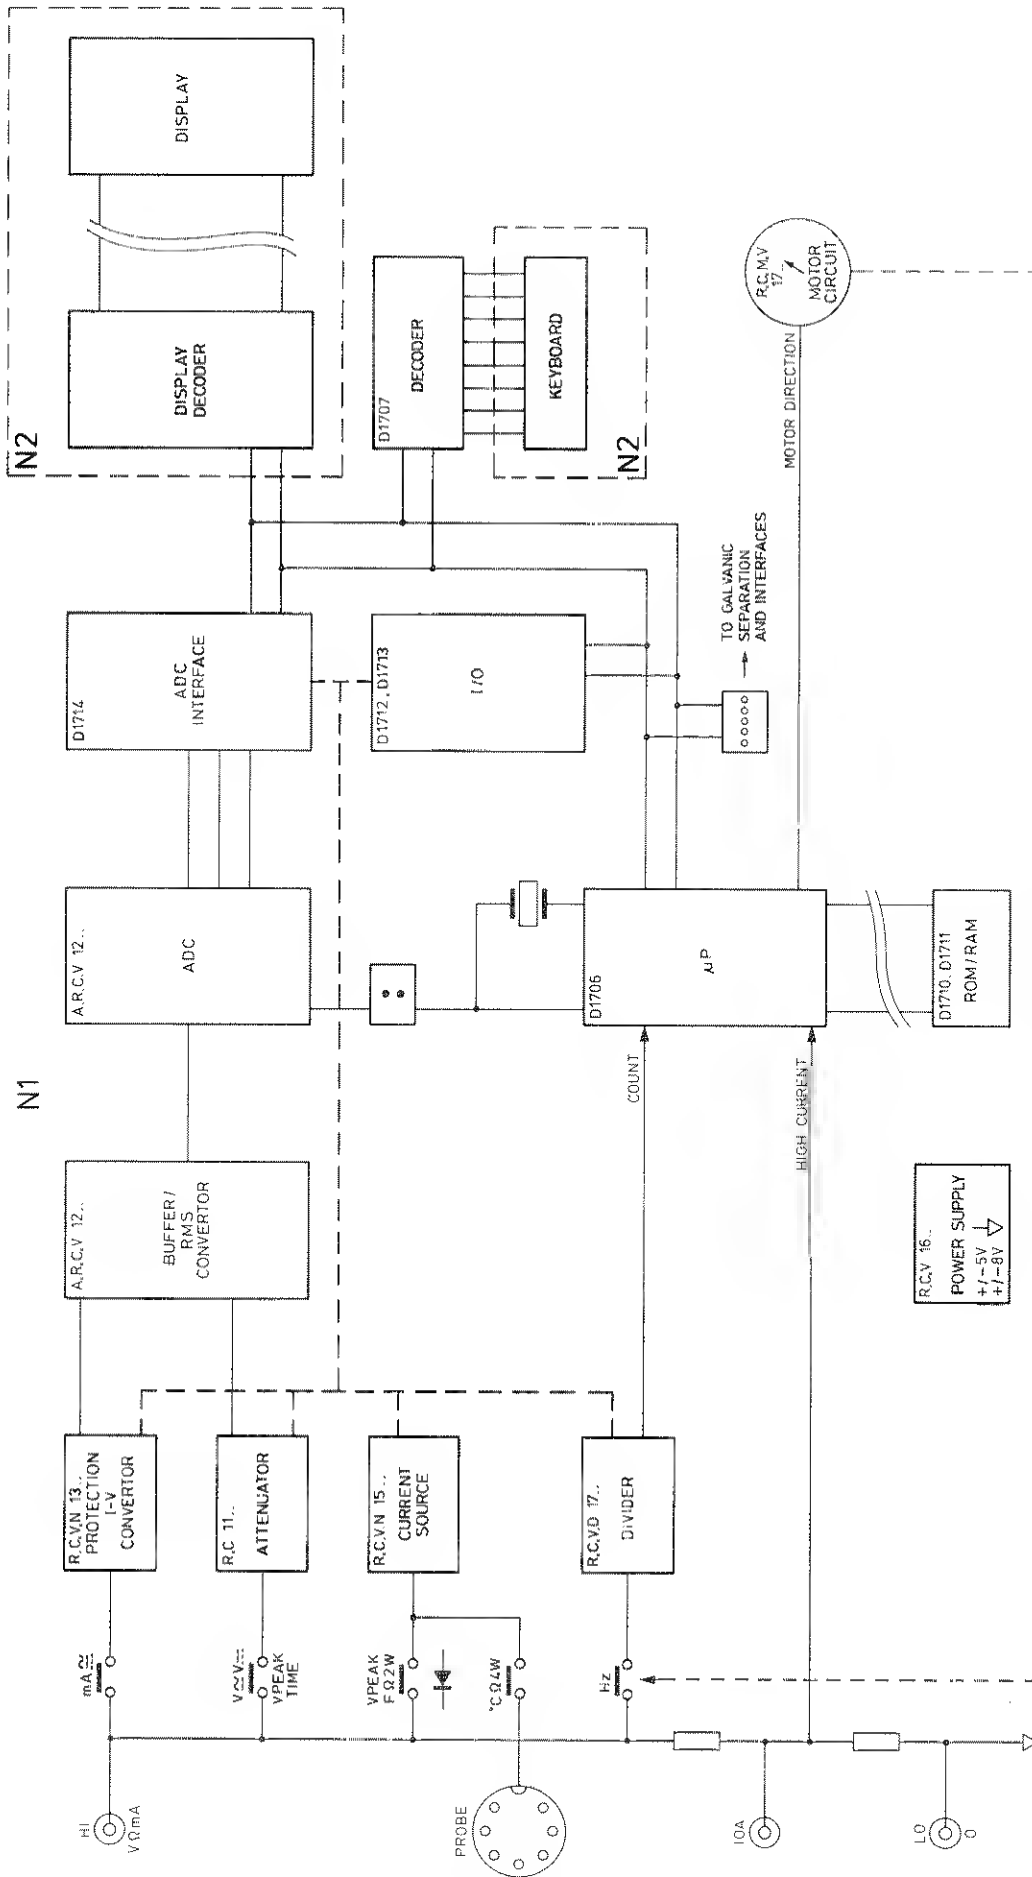 N1
N2
DISPLAY
DISPLAY
DECODER
D1714
ADC
INTERFACE
A.R.C.V 12..
ADC
A.R.C.V 12..
BUFFER/
RMS
CONVERTOR
R.C.V.N 13..
PROTECTION
I-V
CONVERTOR
mA≂
HI
VΩmA
R.C 11..
ATTENUATOR
V≃V⎓
VPEAK
TIME
R.C.V.N 15..
CURRENT
SOURCE
VPEAK
FΩ2W
°CΩ4W
PROBE
R.C.V.D 17..
DIVIDER
Hz
COUNT
D1712, D1713
I/O
D1707
DECODER
N2
KEYBOARD
D1706
µP
HIGH CURRENT
10A
LO
0
TO GALVANIC
SEPARATION
AND INTERFACES
MOTOR DIRECTION
R.C.M.V
17..
MOTOR
CIRCUIT
D1710, D1711
ROM/RAM
R.C.V 16..
POWER SUPPLY
+/-5V
+/-8V